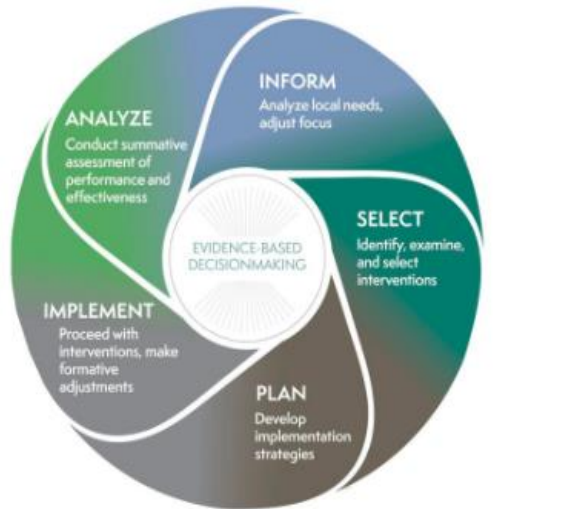 INFORM
Analyze local needs,
adjust focus
SELECT
Identify, examine,
and select
interventions
PLAN
Develop
implementation
strategies
IMPLEMENT
Proceed with
interventions, make
formative
adjustments
ANALYZE
Conduct summative
assessment of
performance and
effectiveness
EVIDENCE-BASED
DECISIONMAKING